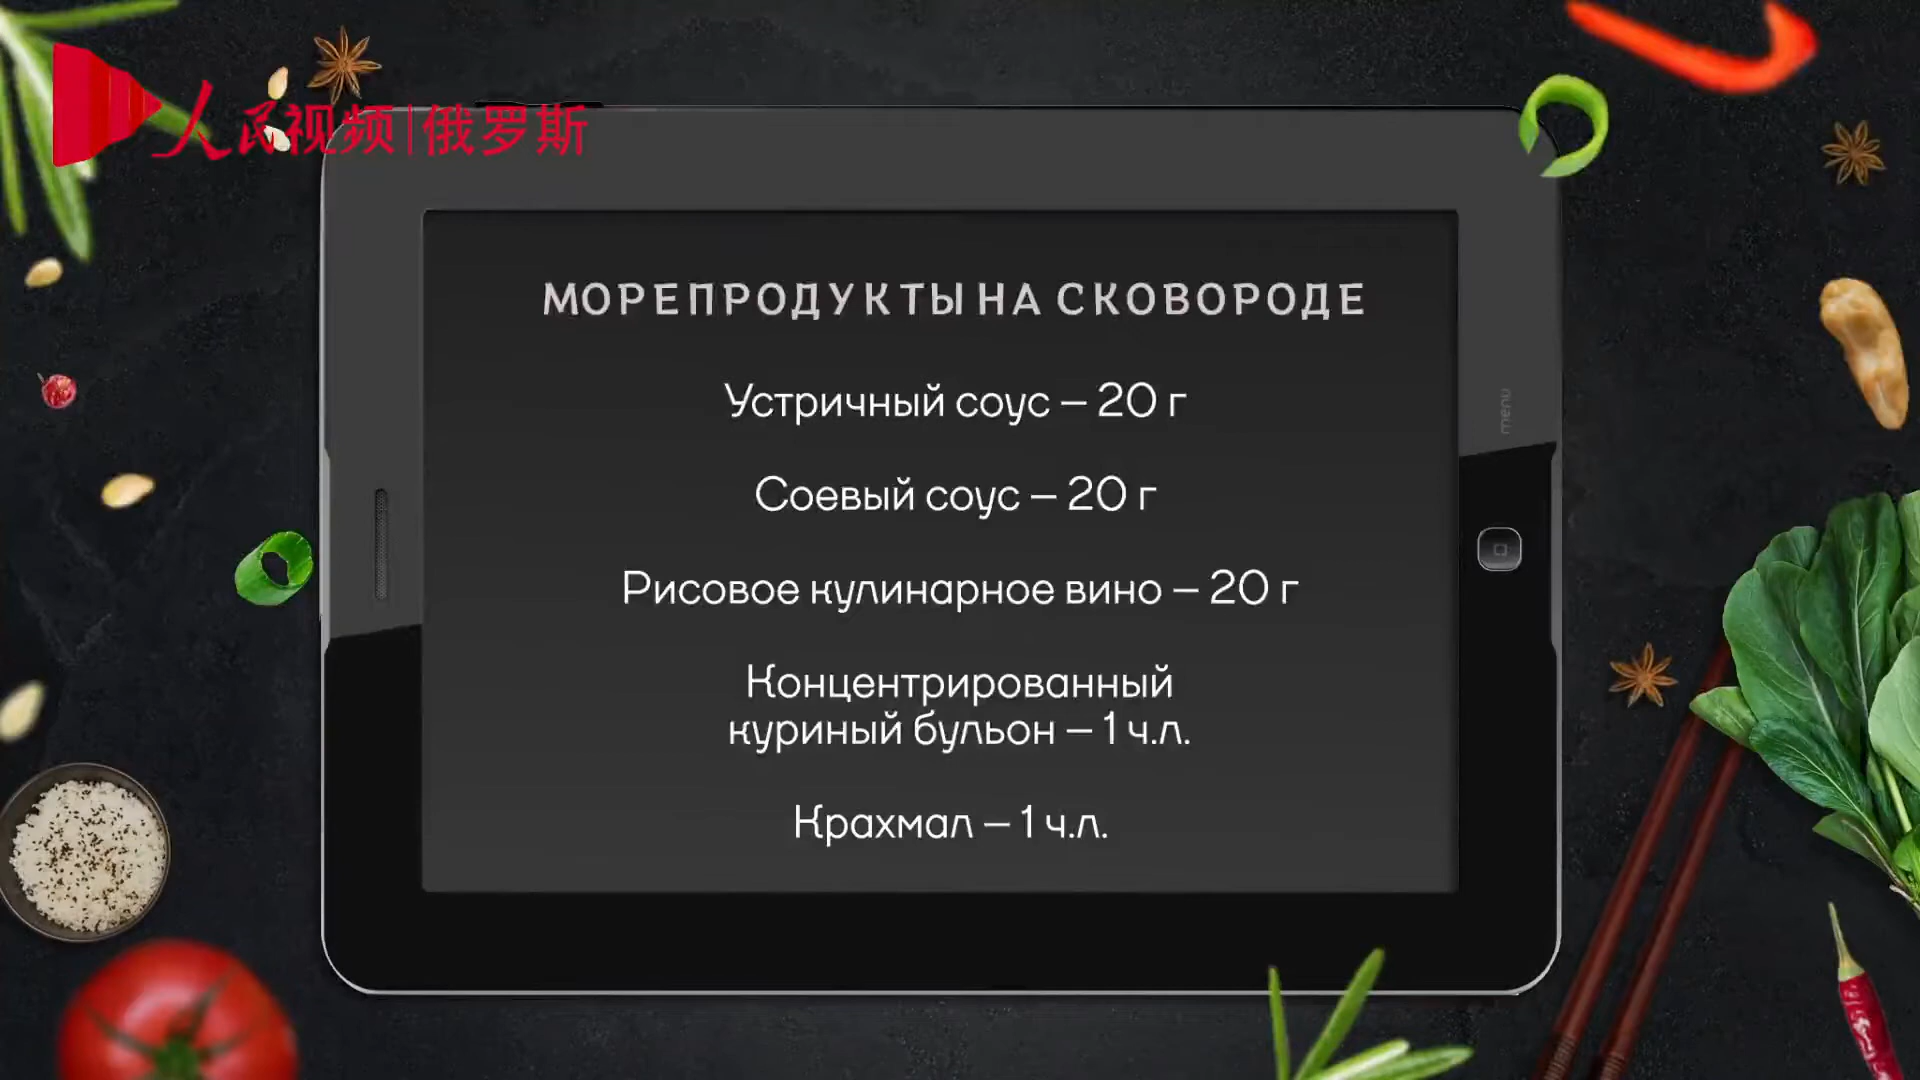 人民视频|俄罗斯
МОРЕПРОДУКТЫ НА СКОВОРОДЕ
Устричный соус – 20 г
menu
Соевый соус – 20 г
Рисовое кулинарное вино – 20 г
Концентрированный
куриный бульон – 1 ч.л.
Крахмал – 1 ч.л.